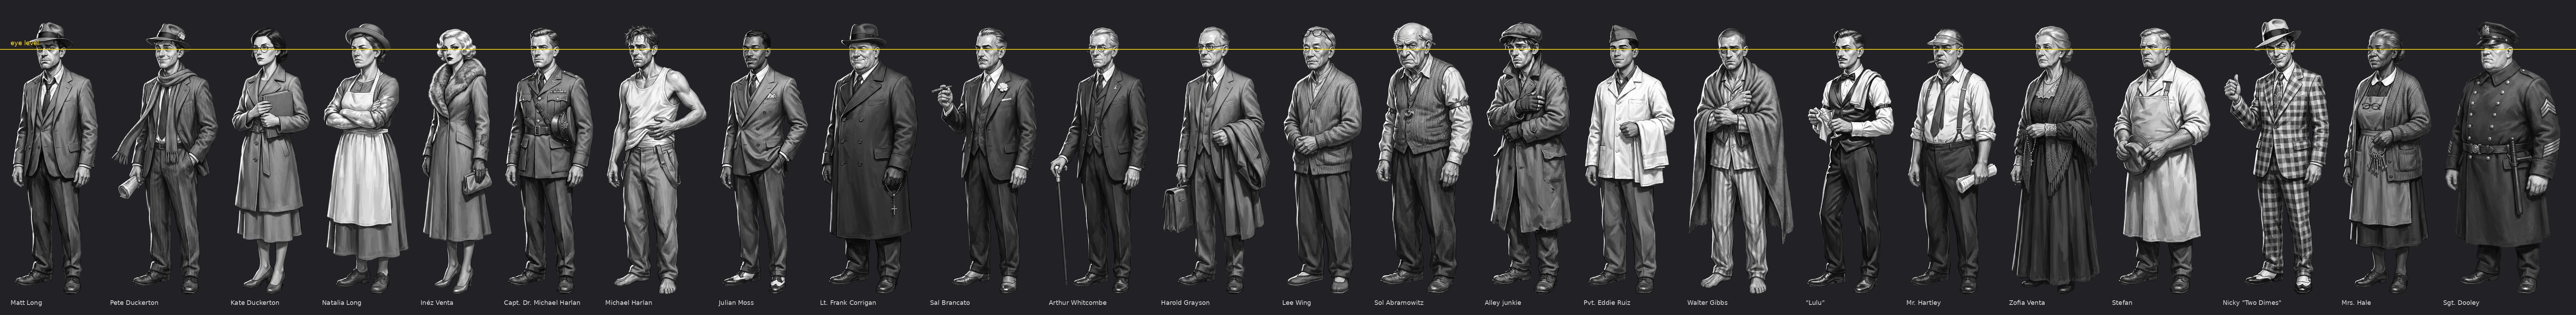 eye level
Matt Long
Pete Duckerton
Kate Duckerton
Natalia Long
Inéz Venta
Capt. Dr. Michael Harlan
Michael Harlan
Julian Moss
Lt. Frank Corrigan
Sal Brancato
Arthur Whitcombe
Harold Grayson
Lee Wing
Sol Abramowitz
Alley junkie
Pvt. Eddie Ruiz
Walter Gibbs
"Lulu"
Mr. Hartley
Zofia Venta
Stefan
Nicky "Two Dimes"
Mrs. Hale
Sgt. Dooley